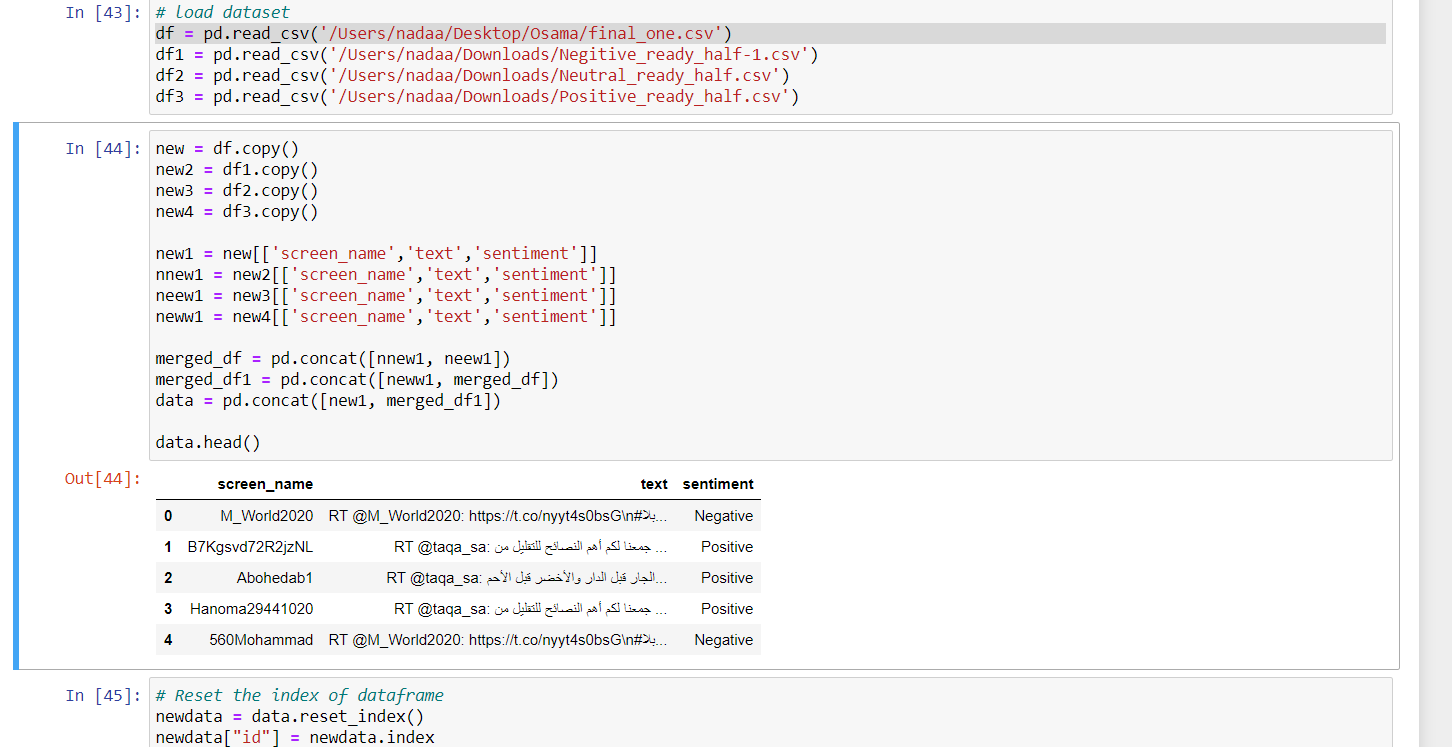 In [43]:
# load dataset
df = pd.read_csv('/Users/nadaa/Desktop/Osama/final_one.csv')
df1 = pd.read_csv('/Users/nadaa/Downloads/Negitive_ready_half-1.csv')
df2 = pd.read_csv('/Users/nadaa/Downloads/Neutral_ready_half.csv')
df3 = pd.read_csv('/Users/nadaa/Downloads/Positive_ready_half.csv')
In [44]:
new = df.copy()
new2 = df1.copy()
new3 = df2.copy()
new4 = df3.copy()
new1 = new[['screen_name','text','sentiment']]
nnew1 = new2[['screen_name','text','sentiment']]
neew1 = new3[['screen_name','text','sentiment']]
neww1 = new4[['screen_name','text','sentiment']]
merged_df = pd.concat([nnew1, neew1])
merged_df1 = pd.concat([neww1, merged_df])
data = pd.concat([new1, merged_df1])
data.head()
Out[44]:
screen_name text sentiment
0 M_World2020 RT @M_World2020: https://t.co/nyyt4s0bsG\n#بلا... Negative
1 B7Kgsvd72R2jzNL RT @taqa_sa: جمعنا لكم أهم النصائح للتقليل من ... Positive
2 Abohedab1 RT @taqa_sa: الجار قبل الدار والأخضر قبل الأحم... Positive
3 Hanoma29441020 RT @taqa_sa: جمعنا لكم أهم النصائح للتقليل من ... Positive
4 560Mohammad RT @M_World2020: https://t.co/nyyt4s0bsG\n#بلا... Negative
In [45]:
# Reset the index of dataframe
newdata = data.reset_index()
newdata["id"] = newdata.index